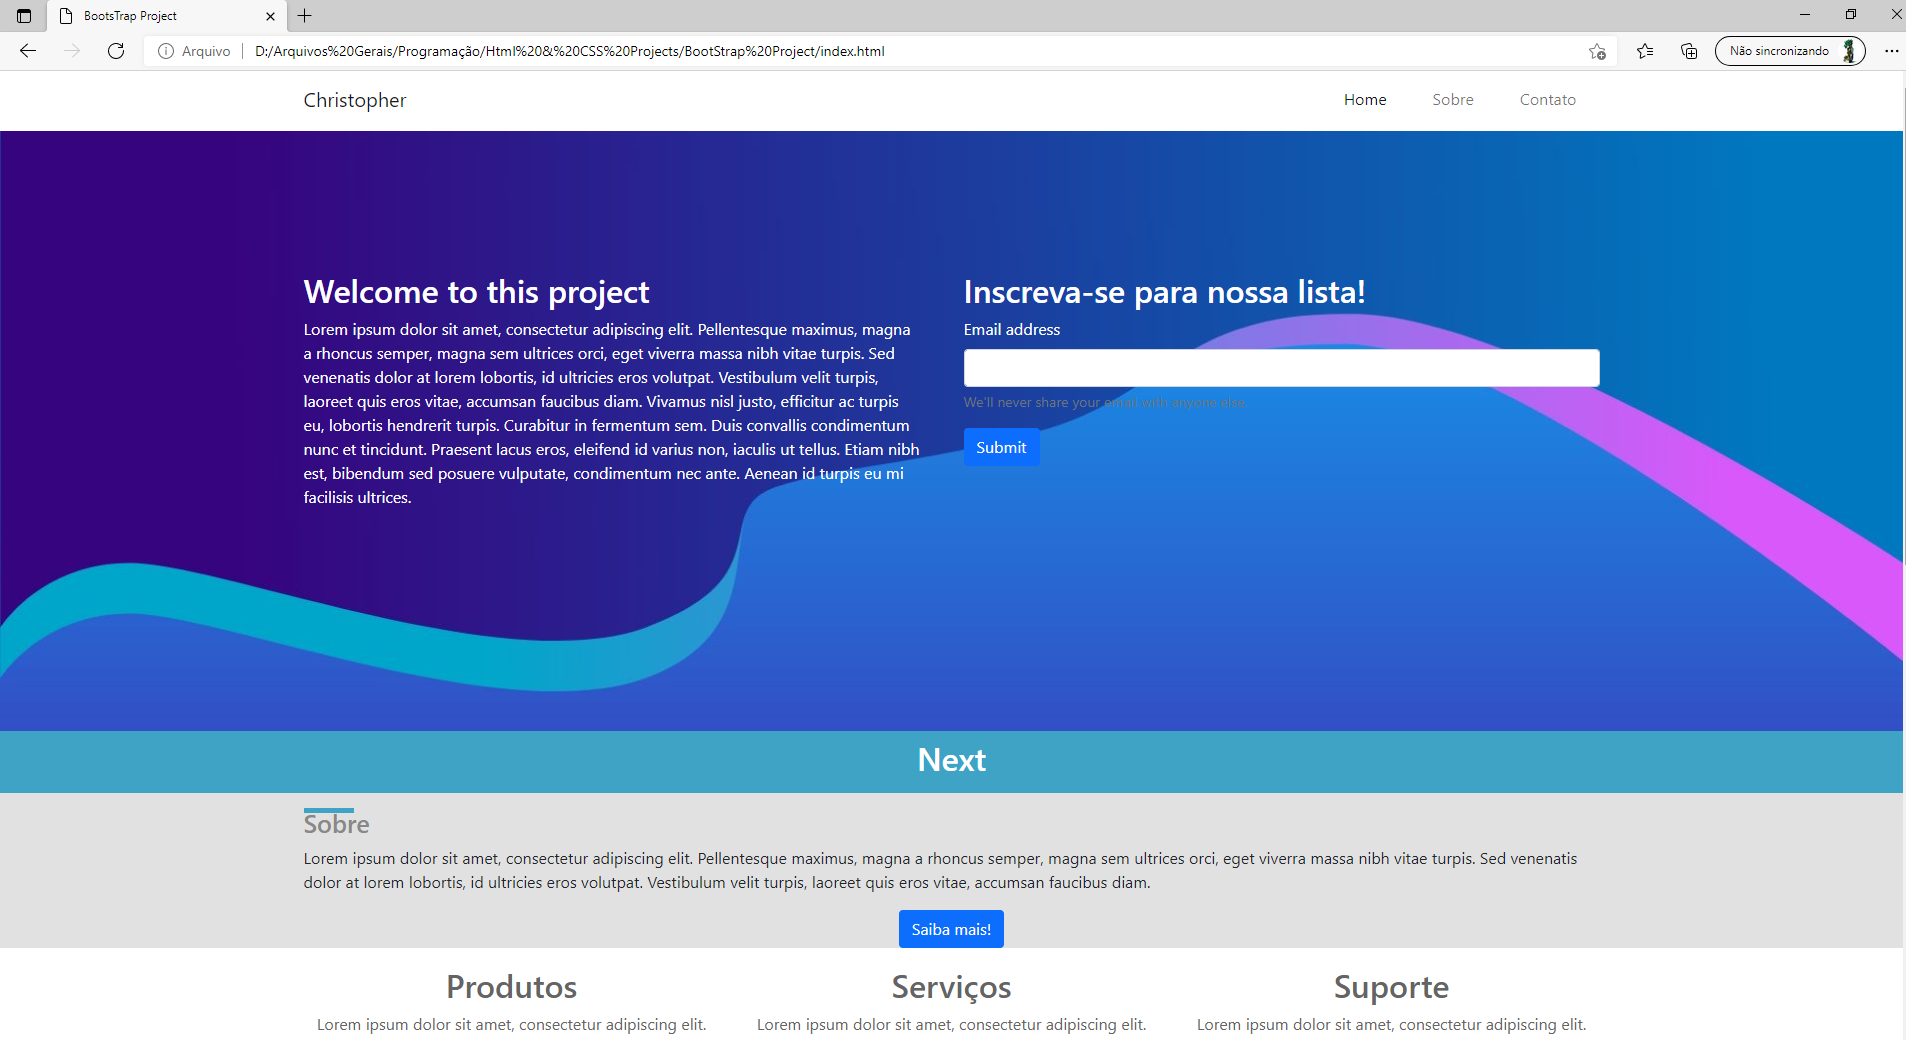 BootsTrap Project
Arquivo
D:/Arquivos%20Gerais/Programação/Html%20&%20CSS%20Projects/BootStrap%20Project/index.html
Não sincronizando
Christopher
Home Sobre Contato
Welcome to this project
Lorem ipsum dolor sit amet, consectetur adipiscing elit. Pellentesque maximus, magna
a rhoncus semper, magna sem ultrices orci, eget viverra massa nibh vitae turpis. Sed
venenatis dolor at lorem lobortis, id ultricies eros volutpat. Vestibulum velit turpis,
laoreet quis eros vitae, accumsan faucibus diam. Vivamus nisl justo, efficitur ac turpis
eu, lobortis hendrerit turpis. Curabitur in fermentum sem. Duis convallis condimentum
nunc et tincidunt. Praesent lacus eros, eleifend id varius non, iaculis ut tellus. Etiam nibh
est, bibendum sed posuere vulputate, condimentum nec ante. Aenean id turpis eu mi
facilisis ultrices.
Inscreva-se para nossa lista!
Email address
We'll never share your email with anyone else.
Submit
Next
Sobre
Lorem ipsum dolor sit amet, consectetur adipiscing elit. Pellentesque maximus, magna a rhoncus semper, magna sem ultrices orci, eget viverra massa nibh vitae turpis. Sed venenatis
dolor at lorem lobortis, id ultricies eros volutpat. Vestibulum velit turpis, laoreet quis eros vitae, accumsan faucibus diam.
Saiba mais!
Produtos
Lorem ipsum dolor sit amet, consectetur adipiscing elit.
Serviços
Lorem ipsum dolor sit amet, consectetur adipiscing elit.
Suporte
Lorem ipsum dolor sit amet, consectetur adipiscing elit.